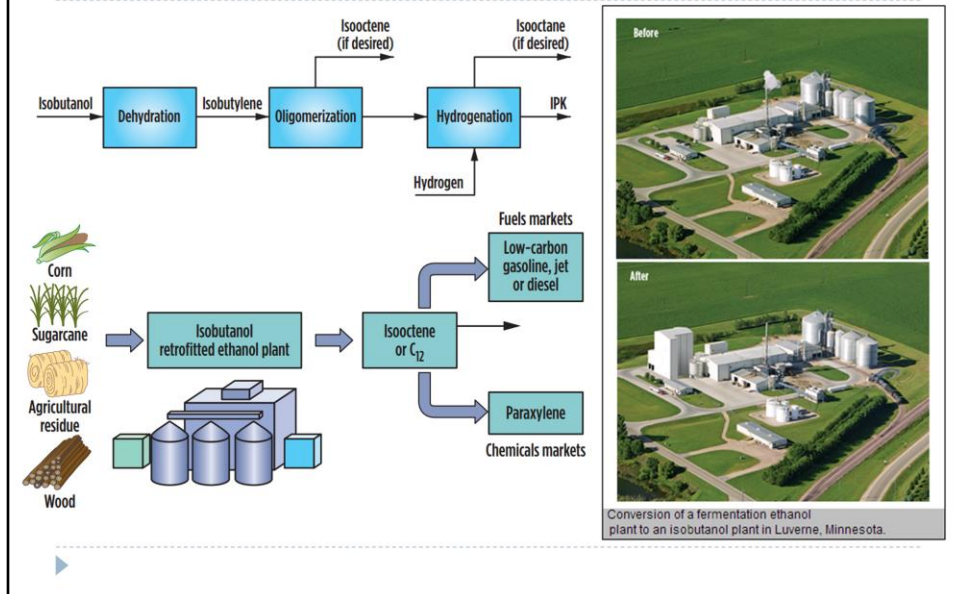 Isooctene
(if desired)
Isooctane
(if desired)
Isobutanol
Dehydration
Isobutylene
Oligomerization
Hydrogenation
IPK
Hydrogen
Corn
Sugarcane
Agricultural
residue
Wood
Isobutanol
retrofitted ethanol plant
Isooctene
or C₁₂
Fuels markets
Low-carbon
gasoline, jet
or diesel
Paraxylene
Chemicals markets
Before
After
Conversion of a fermentation ethanol
plant to an isobutanol plant in Luverne, Minnesota.